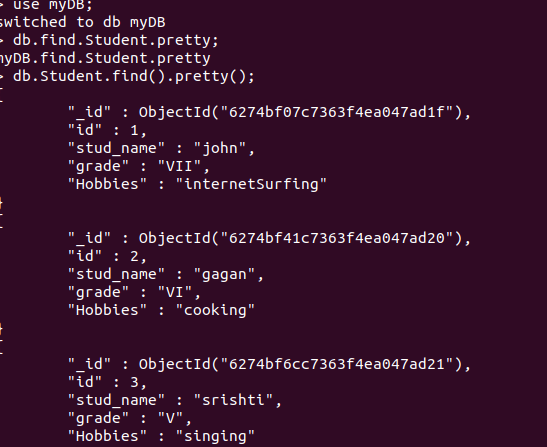 > use myDB;
switched to db myDB
> db.find.Student.pretty;
myDB.find.Student.pretty
> db.Student.find().pretty();
{
"_id" : ObjectId("6274bf07c7363f4ea047ad1f"),
"id" : 1,
"stud_name" : "john",
"grade" : "VII",
"Hobbies" : "internetSurfing"
}
{
"_id" : ObjectId("6274bf41c7363f4ea047ad20"),
"id" : 2,
"stud_name" : "gagan",
"grade" : "VI",
"Hobbies" : "cooking"
}
{
"_id" : ObjectId("6274bf6cc7363f4ea047ad21"),
"id" : 3,
"stud_name" : "srishti",
"grade" : "V",
"Hobbies" : "singing"